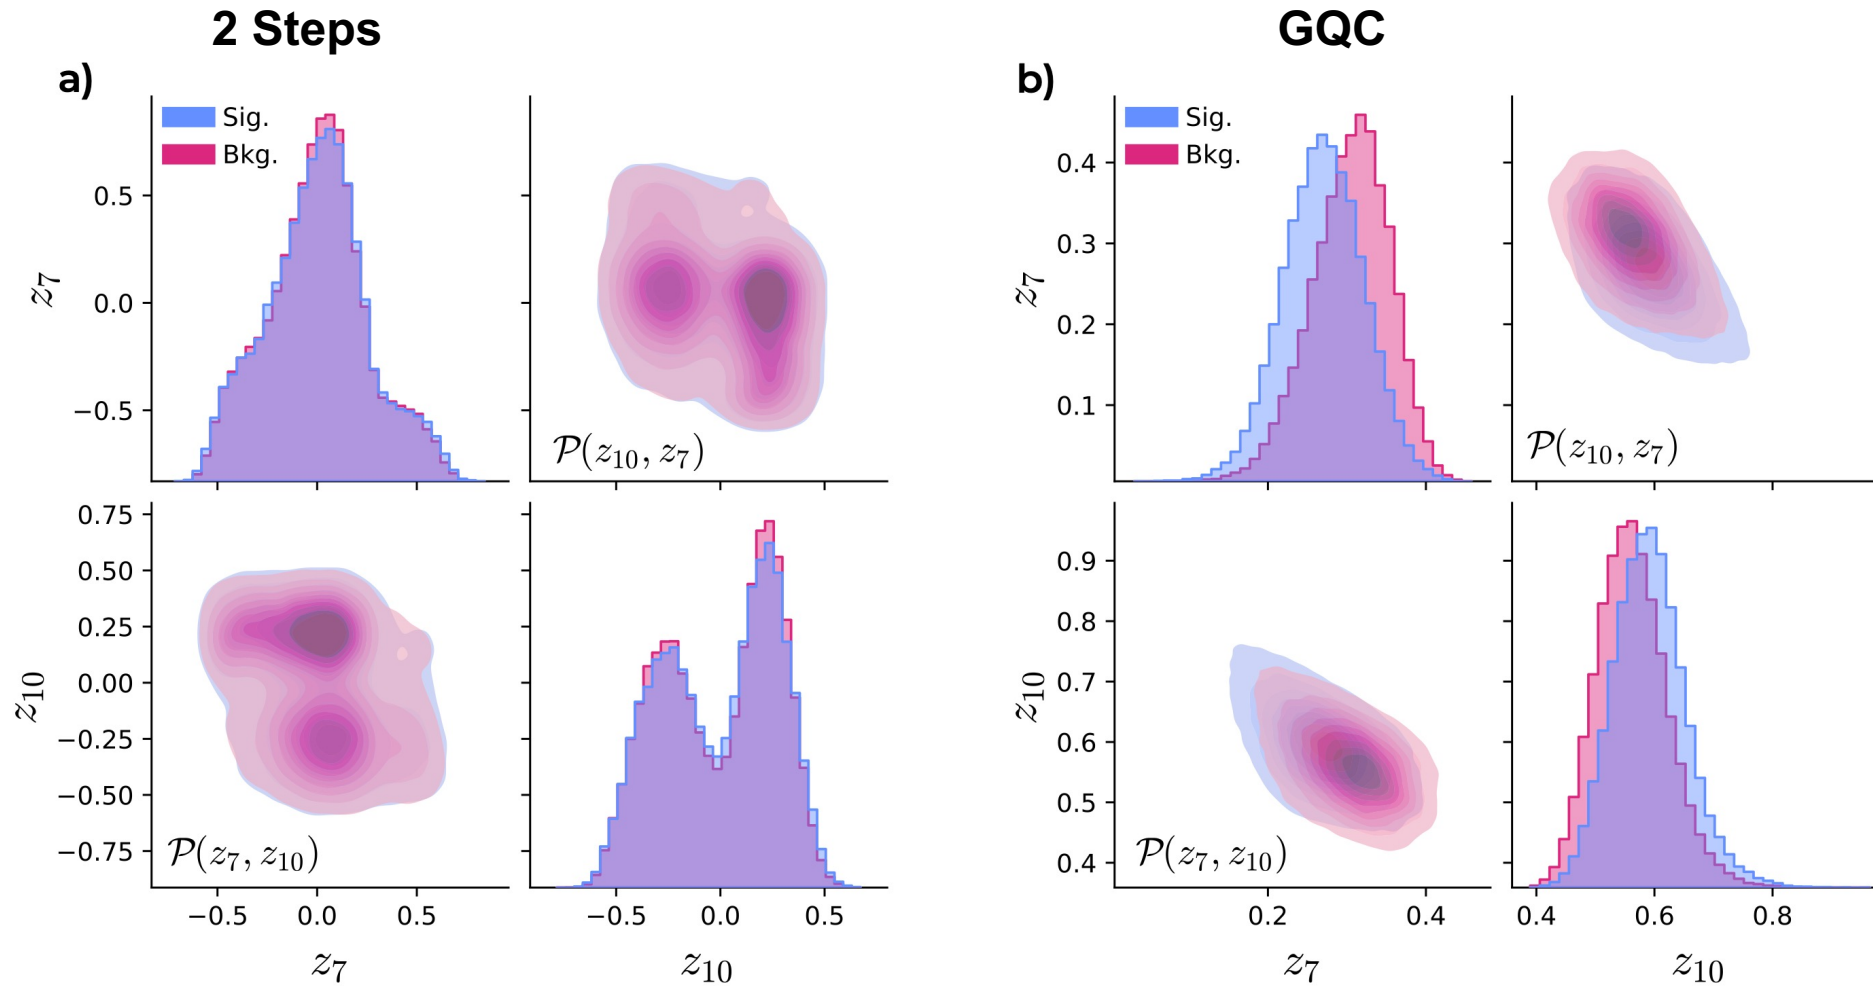 2 Steps
GQC
a)
Sig.
Bkg.
0.5
0.0
−0.5
z7
P(z10, z7)
0.75
0.50
0.25
0.00
−0.25
−0.50
−0.75
z10
P(z7, z10)
−0.5 0.0 0.5
z7
−0.5 0.0 0.5
z10
b)
Sig.
Bkg.
0.4
0.3
0.2
0.1
z7
P(z10, z7)
0.9
0.8
0.7
0.6
0.5
0.4
z10
P(z7, z10)
0.2 0.4
z7
0.4 0.6 0.8
z10